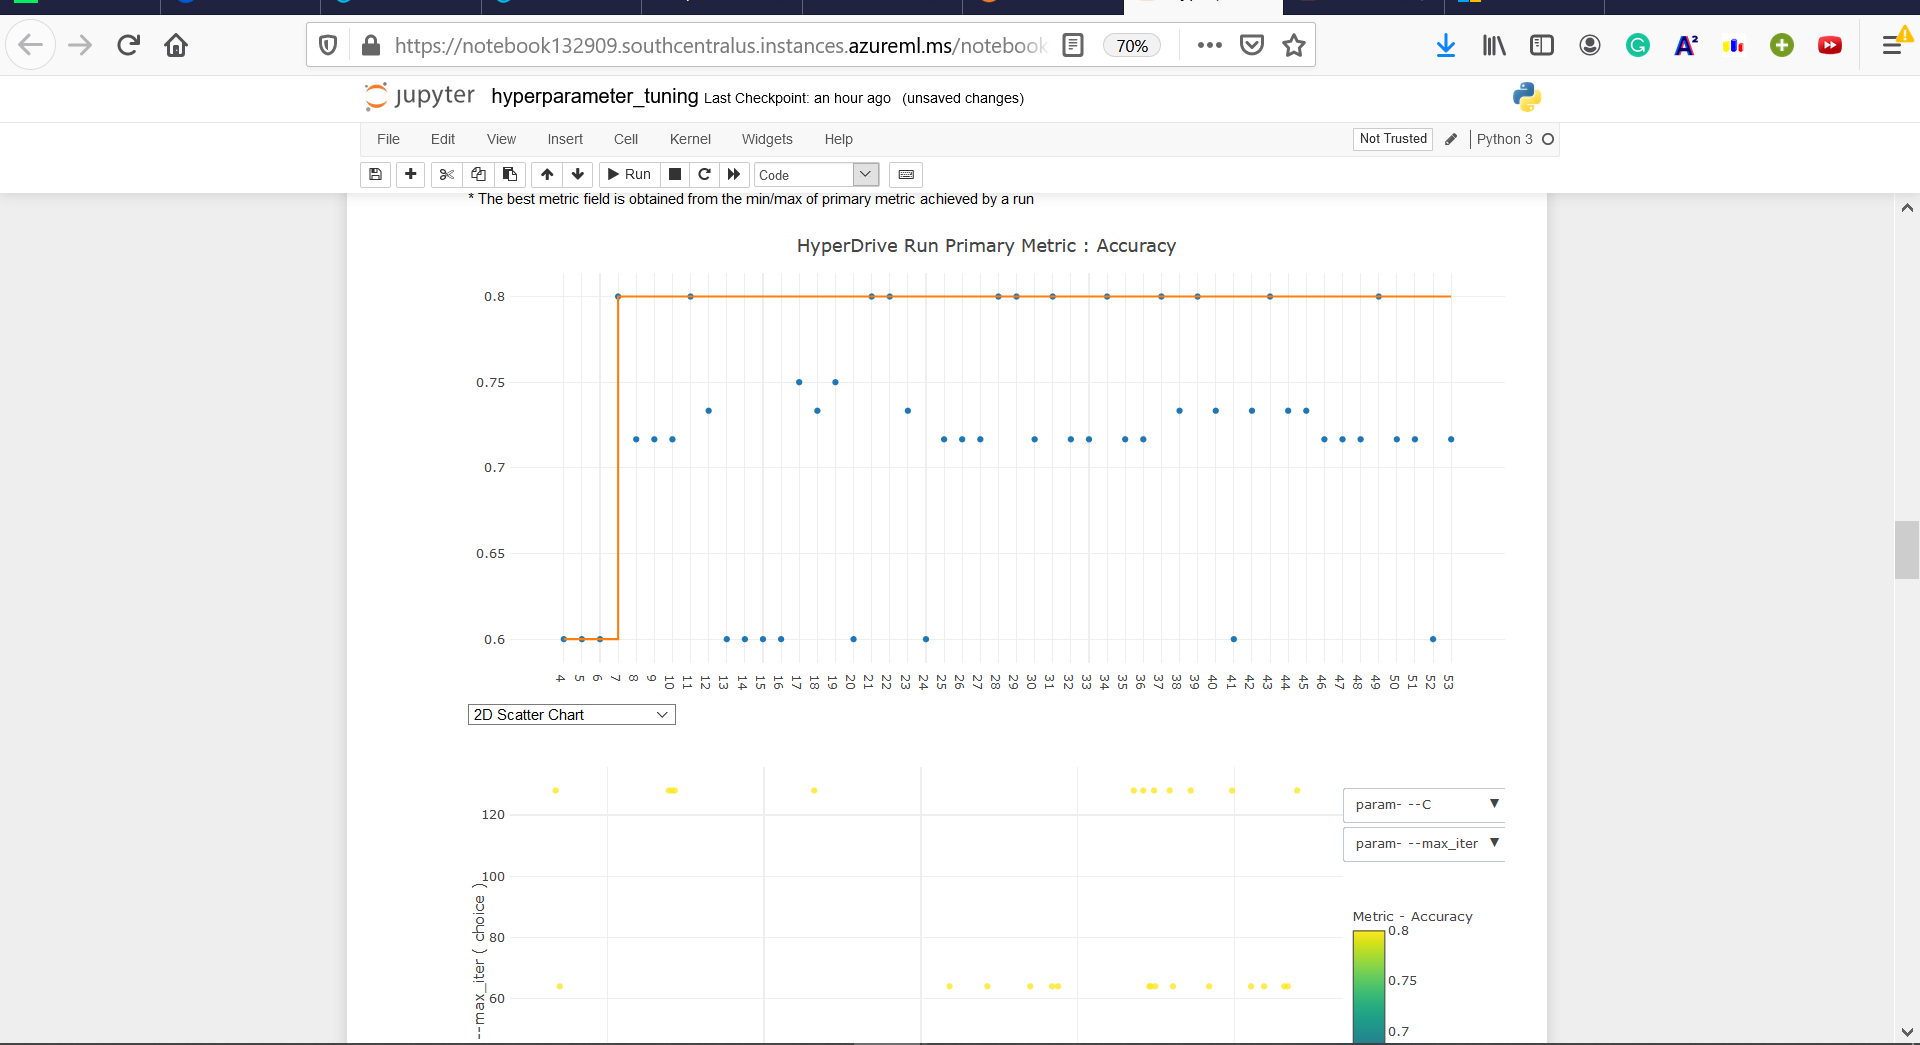 https://notebook132909.southcentralus.instances.azureml.ms/notebook
70%
jupyter hyperparameter_tuning Last Checkpoint: an hour ago (unsaved changes)
File Edit View Insert Cell Kernel Widgets Help
Not Trusted Python 3
Run Code
* The best metric field is obtained from the min/max of primary metric achieved by a run
HyperDrive Run Primary Metric : Accuracy
0.8
0.75
0.7
0.65
0.6
4 5 6 7 8 9 10 11 12 13 14 15 16 17 18 19 20 21 22 23 24 25 26 27 28 29 30 31 32 33 34 35 36 37 38 39 40 41 42 43 44 45 46 47 48 49 50 51 52 53
2D Scatter Chart
120
100
80
60
--max_iter ( choice )
param- --C
param- --max_iter
Metric - Accuracy
0.8
0.75
0.7